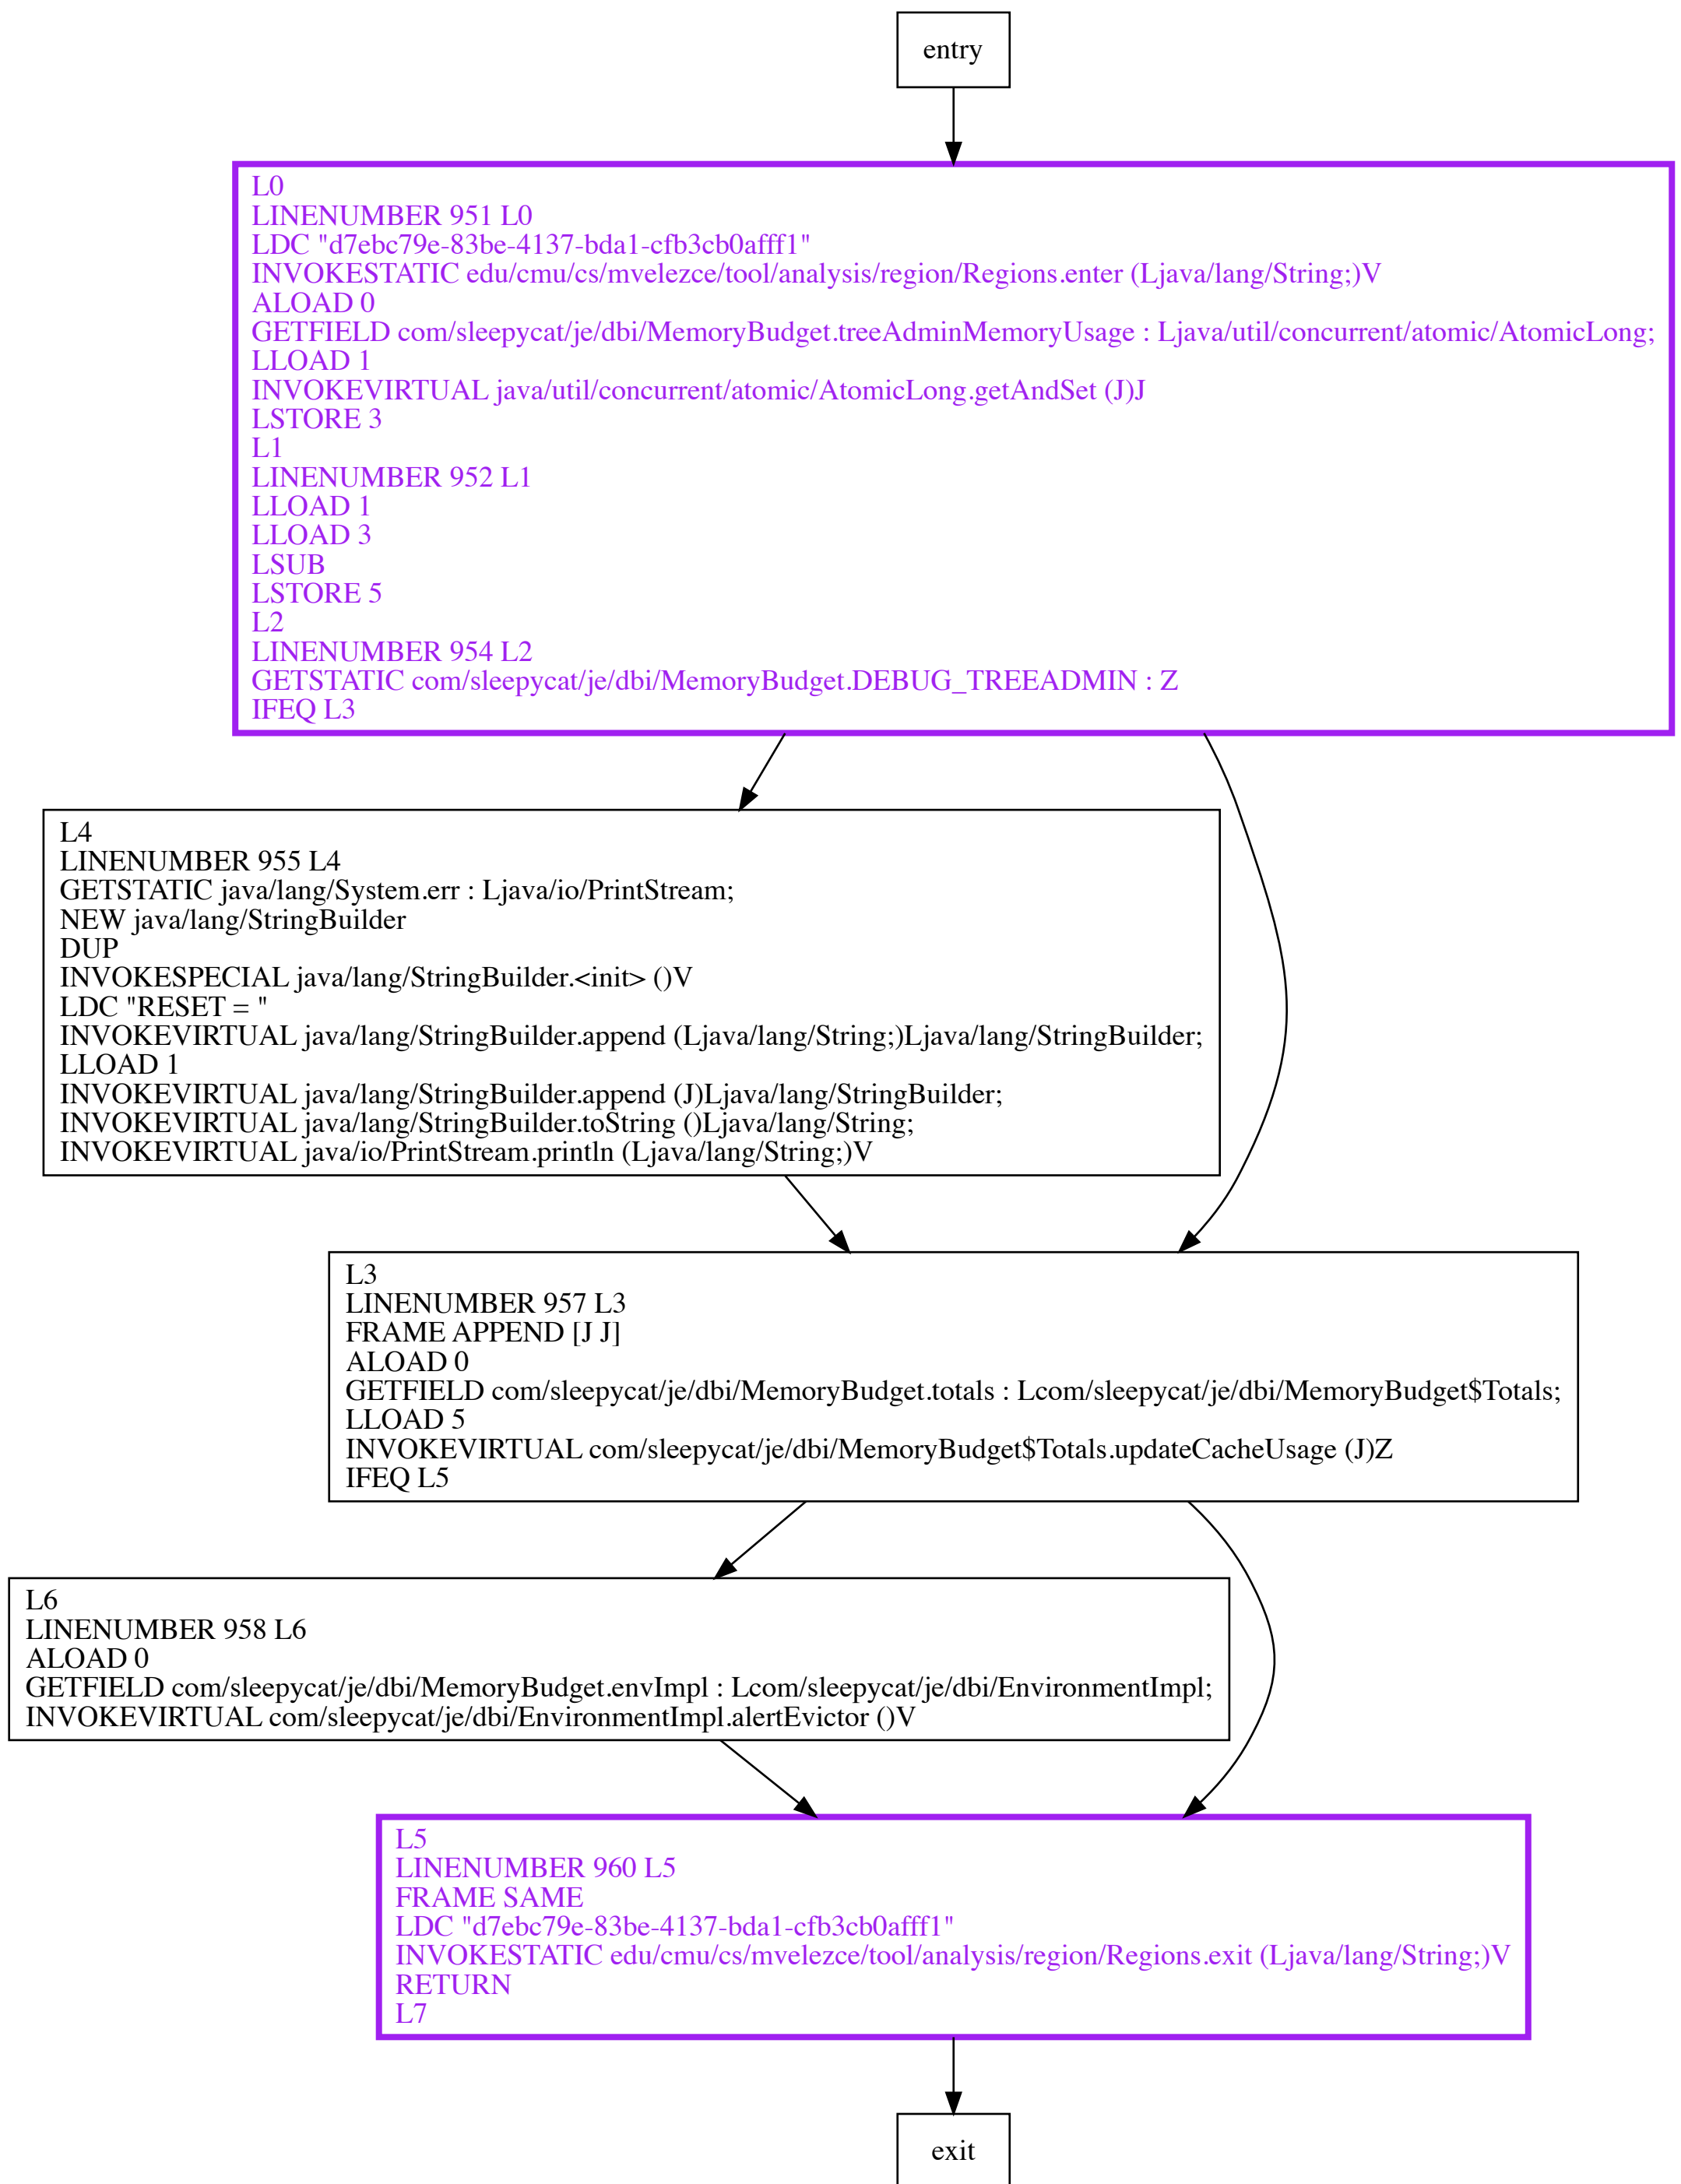 entry
L0
LINENUMBER 951 L0
LDC "d7ebc79e-83be-4137-bda1-cfb3cb0afff1"
INVOKESTATIC edu/cmu/cs/mvelezce/tool/analysis/region/Regions.enter (Ljava/lang/String;)V
ALOAD 0
GETFIELD com/sleepycat/je/dbi/MemoryBudget.treeAdminMemoryUsage : Ljava/util/concurrent/atomic/AtomicLong;
LLOAD 1
INVOKEVIRTUAL java/util/concurrent/atomic/AtomicLong.getAndSet (J)J
LSTORE 3
L1
LINENUMBER 952 L1
LLOAD 1
LLOAD 3
LSUB
LSTORE 5
L2
LINENUMBER 954 L2
GETSTATIC com/sleepycat/je/dbi/MemoryBudget.DEBUG_TREEADMIN : Z
IFEQ L3
L4
LINENUMBER 955 L4
GETSTATIC java/lang/System.err : Ljava/io/PrintStream;
NEW java/lang/StringBuilder
DUP
INVOKESPECIAL java/lang/StringBuilder.<init> ()V
LDC "RESET = "
INVOKEVIRTUAL java/lang/StringBuilder.append (Ljava/lang/String;)Ljava/lang/StringBuilder;
LLOAD 1
INVOKEVIRTUAL java/lang/StringBuilder.append (J)Ljava/lang/StringBuilder;
INVOKEVIRTUAL java/lang/StringBuilder.toString ()Ljava/lang/String;
INVOKEVIRTUAL java/io/PrintStream.println (Ljava/lang/String;)V
L3
LINENUMBER 957 L3
FRAME APPEND [J J]
ALOAD 0
GETFIELD com/sleepycat/je/dbi/MemoryBudget.totals : Lcom/sleepycat/je/dbi/MemoryBudget$Totals;
LLOAD 5
INVOKEVIRTUAL com/sleepycat/je/dbi/MemoryBudget$Totals.updateCacheUsage (J)Z
IFEQ L5
L6
LINENUMBER 958 L6
ALOAD 0
GETFIELD com/sleepycat/je/dbi/MemoryBudget.envImpl : Lcom/sleepycat/je/dbi/EnvironmentImpl;
INVOKEVIRTUAL com/sleepycat/je/dbi/EnvironmentImpl.alertEvictor ()V
L5
LINENUMBER 960 L5
FRAME SAME
LDC "d7ebc79e-83be-4137-bda1-cfb3cb0afff1"
INVOKESTATIC edu/cmu/cs/mvelezce/tool/analysis/region/Regions.exit (Ljava/lang/String;)V
RETURN
L7
exit